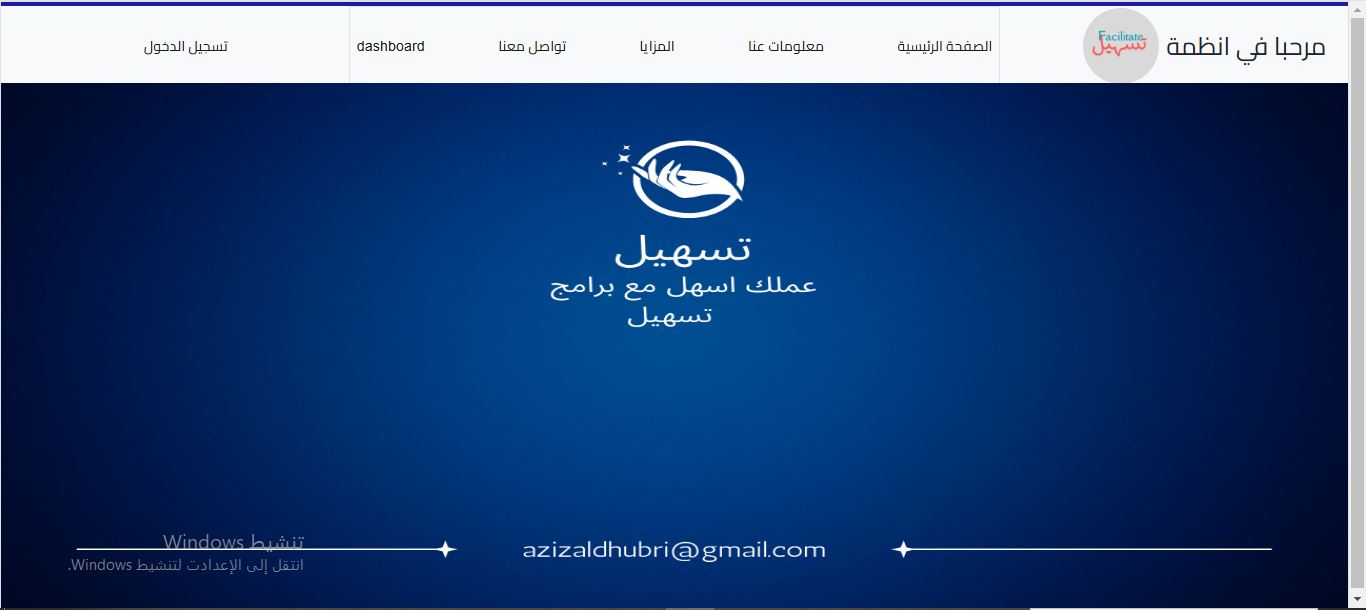 مرحبا في انظمة
Facilitate
تسهيل
الصفحة الرئيسية
معلومات عنا
المزايا
تواصل معنا
dashboard
تسجيل الدخول
تسهيل
عملك اسهل مع برامج
تسهيل
azizaldhubri@gmail.com
تنشيط Windows
انتقل إلى الإعدادت لتنشيط Windows.